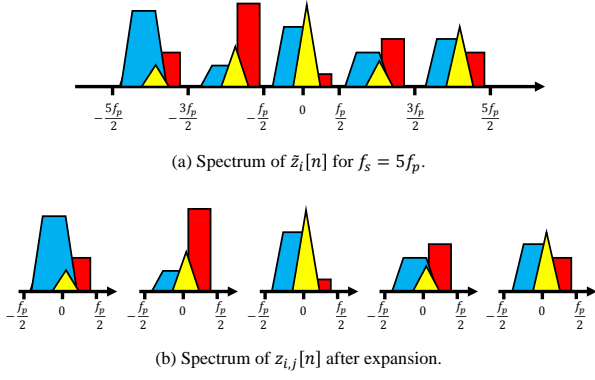 −5f_p/2 −3f_p/2 −f_p/2 0 f_p/2 3f_p/2 5f_p/2
(a) Spectrum of z̃_i[n] for f_s = 5f_p.
−f_p/2 0 f_p/2 −f_p/2 0 f_p/2 −f_p/2 0 f_p/2 −f_p/2 0 f_p/2 −f_p/2 0 f_p/2
(b) Spectrum of z_{i,j}[n] after expansion.